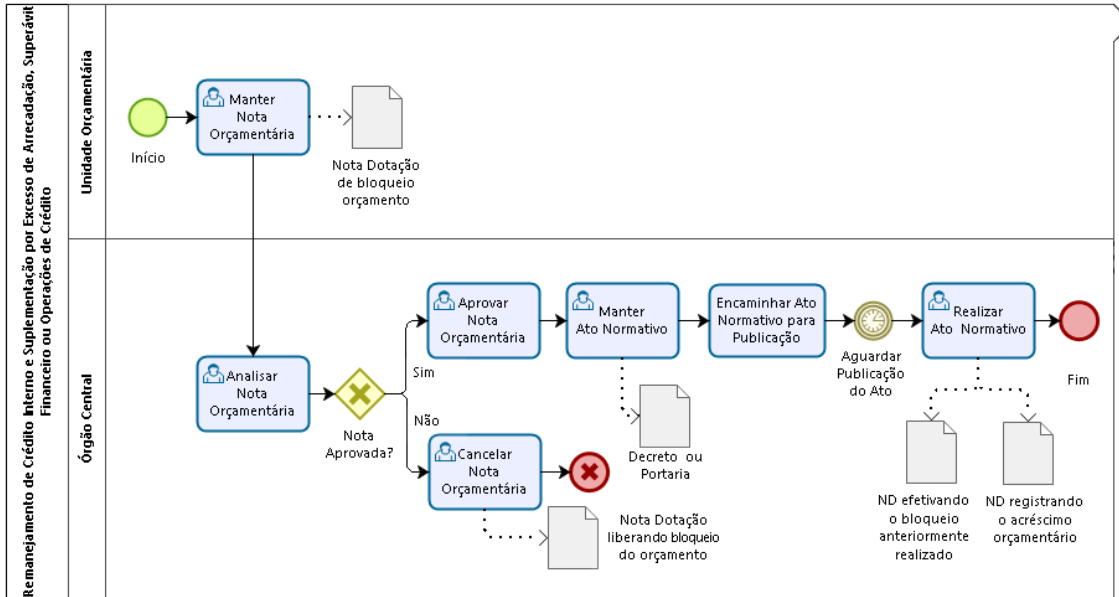 Remanejamento de Crédito Interno e Suplementação por Excesso de Arrecadação, Superávit
Financeiro ou Operações de Crédito
Unidade Orçamentária
Início
Manter
Nota
Orçamentária
Nota Dotação
de bloqueio
orçamento
Órgão Central
Analisar
Nota
Orçamentária
Nota
Aprovada?
Sim
Não
Aprovar
Nota
Orçamentária
Manter
Ato Normativo
Decreto ou
Portaria
Encaminhar Ato
Normativo para
Publicação
Aguardar
Publicação
do Ato
Realizar
Ato Normativo
Fim
ND efetivando
o bloqueio
anteriormente
realizado
ND registrando
o acréscimo
orçamentário
Cancelar
Nota
Orçamentária
Nota Dotação
liberando bloqueio
do orçamento